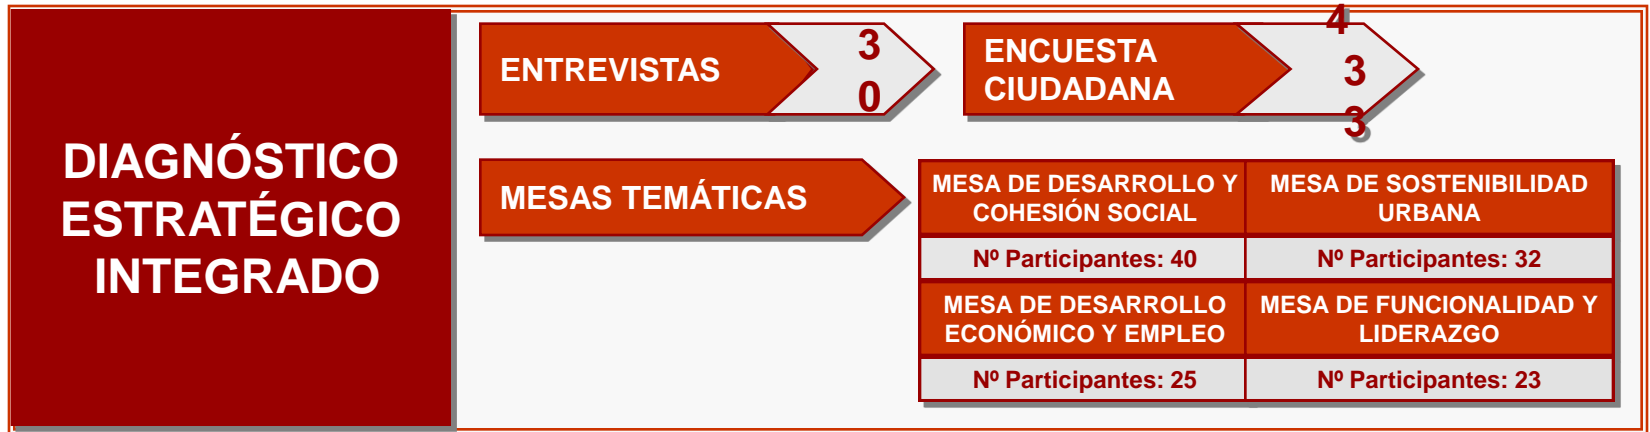 DIAGNÓSTICO
ESTRATÉGICO
INTEGRADO
ENTREVISTAS
3
0
ENCUESTA
CIUDADANA
4
3
3
MESAS TEMÁTICAS
MESA DE DESARROLLO Y
COHESIÓN SOCIAL
MESA DE SOSTENIBILIDAD
URBANA
Nº Participantes: 40
Nº Participantes: 32
MESA DE DESARROLLO
ECONÓMICO Y EMPLEO
MESA DE FUNCIONALIDAD Y
LIDERAZGO
Nº Participantes: 25
Nº Participantes: 23